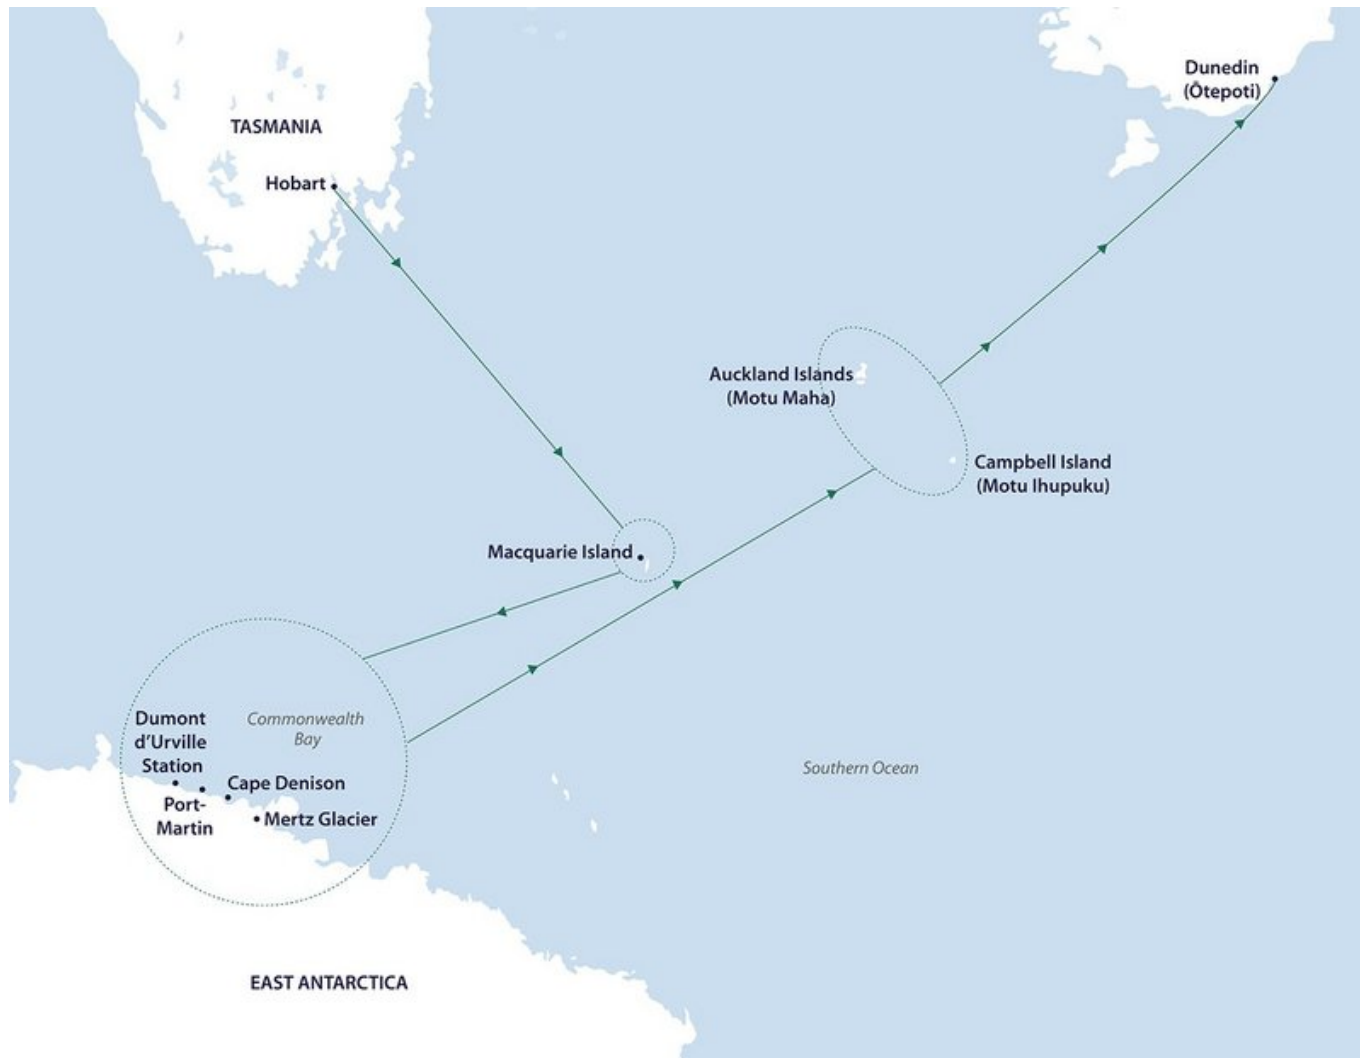 Dunedin
(Ōtepoti)
TASMANIA
Hobart
Auckland Islands
(Motu Maha)
Campbell Island
(Motu Ihupuku)
Macquarie Island
Dumont
d’Urville
Station
Commonwealth
Bay
Cape Denison
Port-
Martin
Mertz Glacier
Southern Ocean
EAST ANTARCTICA